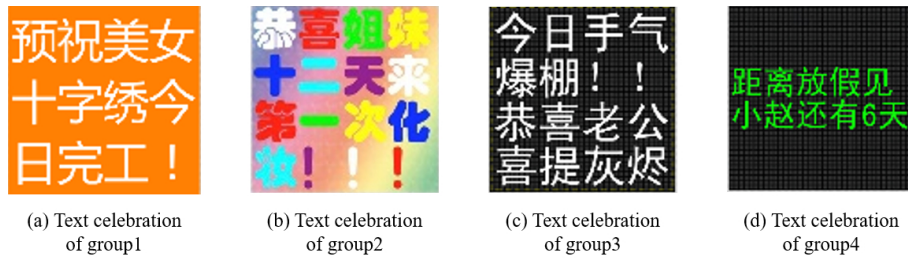 预祝美女
十字绣今
日完工！
恭喜姐妹
十二天来
第一次化
妆！！！
今日手气
爆棚！！
恭喜老公
喜提灰烬
距离放假见
小赵还有6天
(a) Text celebration
of group1
(b) Text celebration
of group2
(c) Text celebration
of group3
(d) Text celebration
of group4